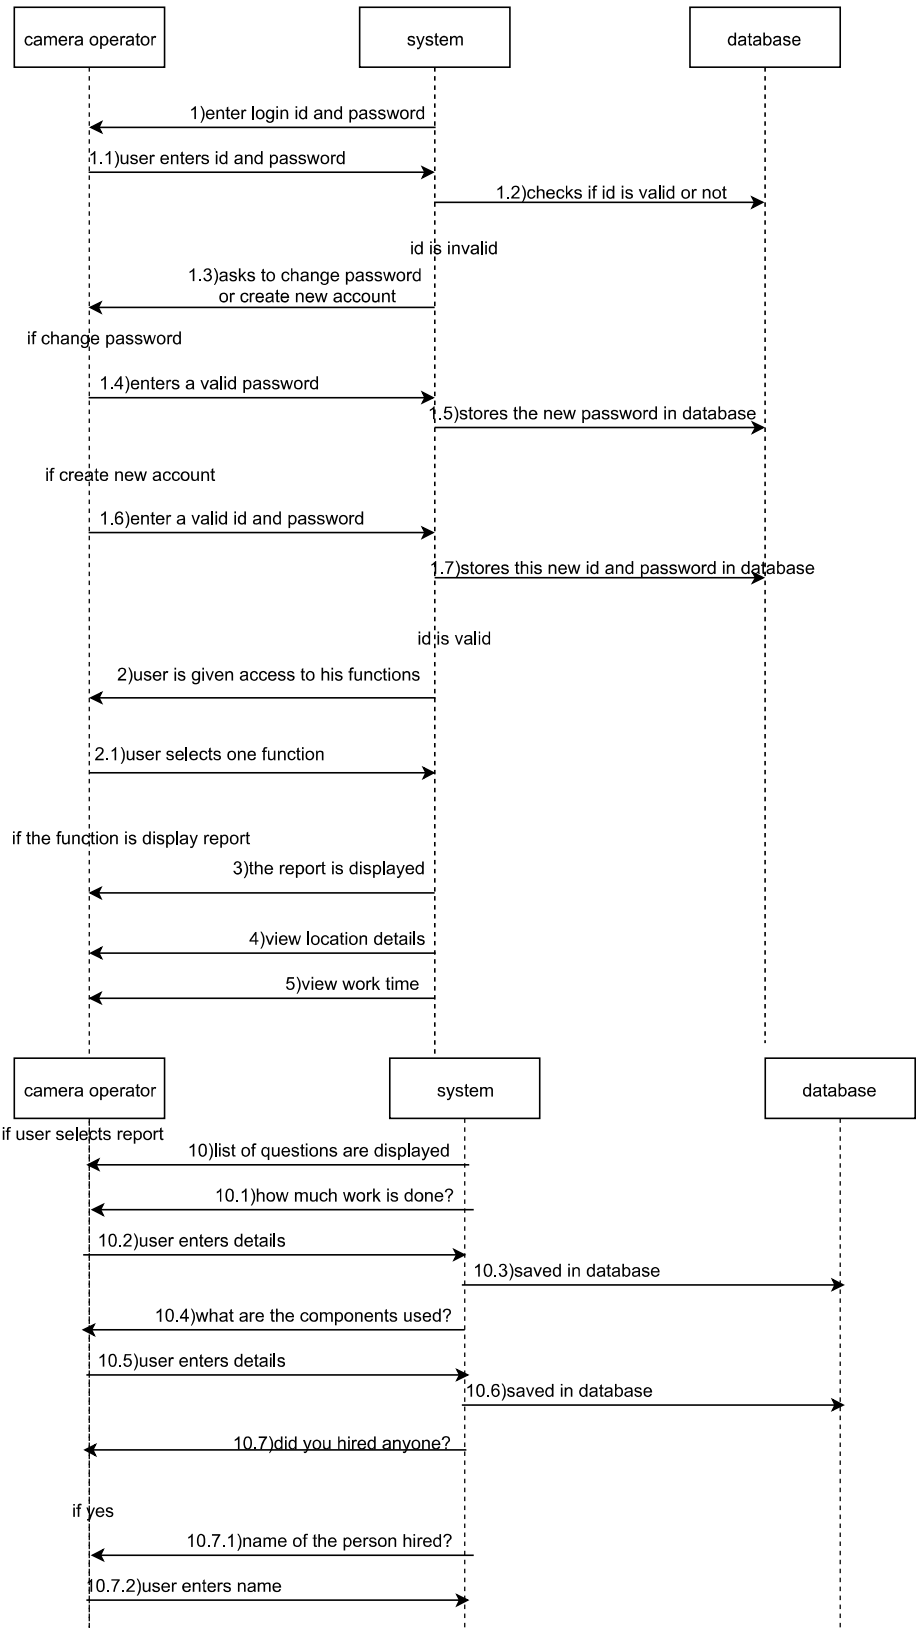 camera operator
system
database
1)enter login id and password
1.1)user enters id and password
1.2)checks if id is valid or not
id is invalid
1.3)asks to change password
or create new account
if change password
1.4)enters a valid password
1.5)stores the new password in database
if create new account
1.6)enter a valid id and password
1.7)stores this new id and password in database
id is valid
2)user is given access to his functions
2.1)user selects one function
if the function is display report
3)the report is displayed
4)view location details
5)view work time
camera operator
system
database
if user selects report
10)list of questions are displayed
10.1)how much work is done?
10.2)user enters details
10.3)saved in database
10.4)what are the components used?
10.5)user enters details
10.6)saved in database
10.7)did you hired anyone?
if yes
10.7.1)name of the person hired?
10.7.2)user enters name